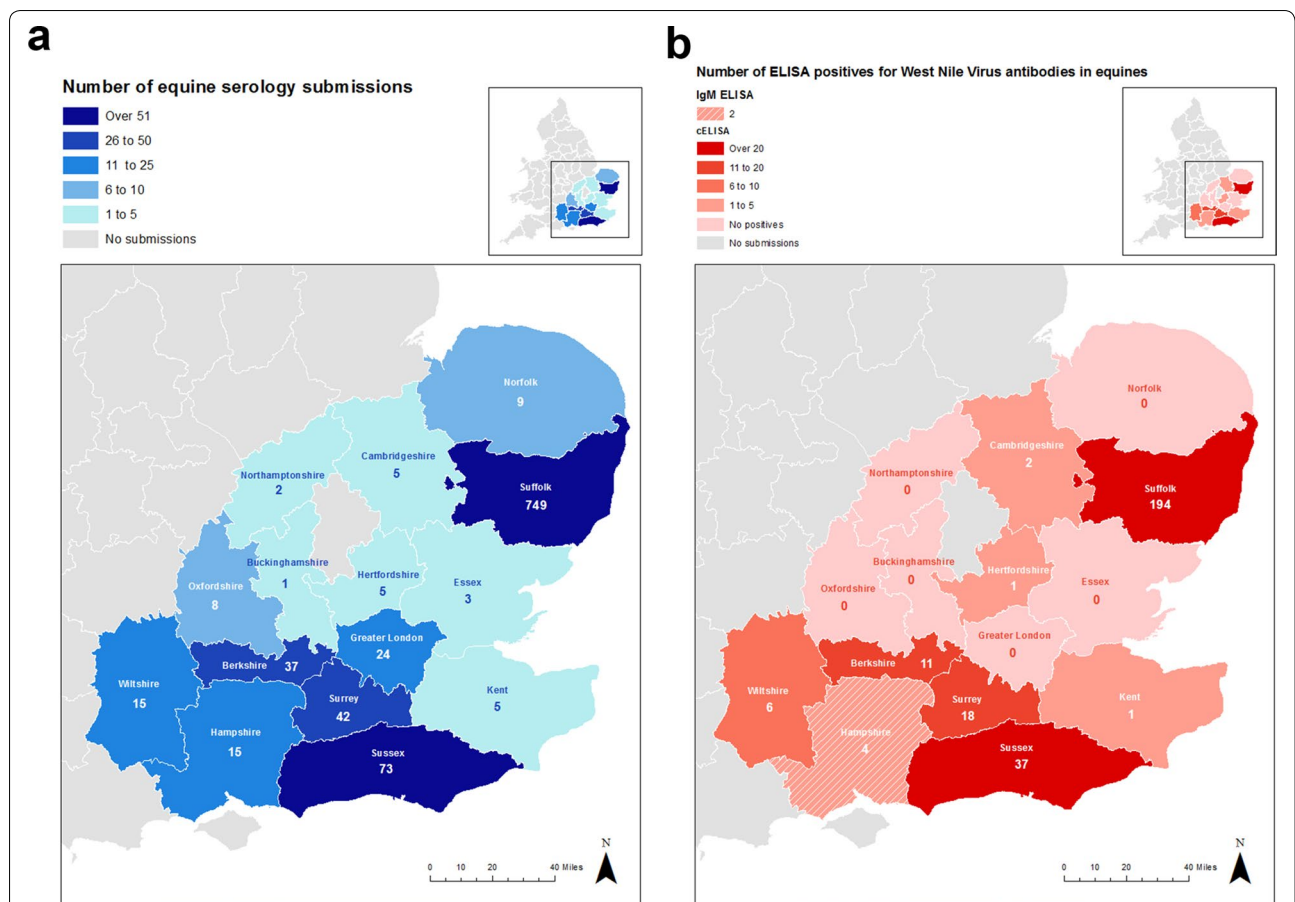 a
Number of equine serology submissions
Over 51
26 to 50
11 to 25
6 to 10
1 to 5
No submissions
Norfolk
9
Cambridgeshire
5
Northamptonshire
2
Suffolk
749
Buckinghamshire
1
Hertfordshire
5
Essex
3
Oxfordshire
8
Greater London
24
Berkshire 37
Wiltshire
15
Surrey
42
Kent
5
Hampshire
15
Sussex
73
N
0 10 20 40 Miles
b
Number of ELISA positives for West Nile Virus antibodies in equines
IgM ELISA
2
cELISA
Over 20
11 to 20
6 to 10
1 to 5
No positives
No submissions
Norfolk
0
Cambridgeshire
2
Northamptonshire
0
Suffolk
194
Buckinghamshire
0
Hertfordshire
1
Essex
0
Oxfordshire
0
Greater London
0
Berkshire 11
Wiltshire
6
Surrey
18
Kent
1
Hampshire
4
Sussex
37
N
0 10 20 40 Miles